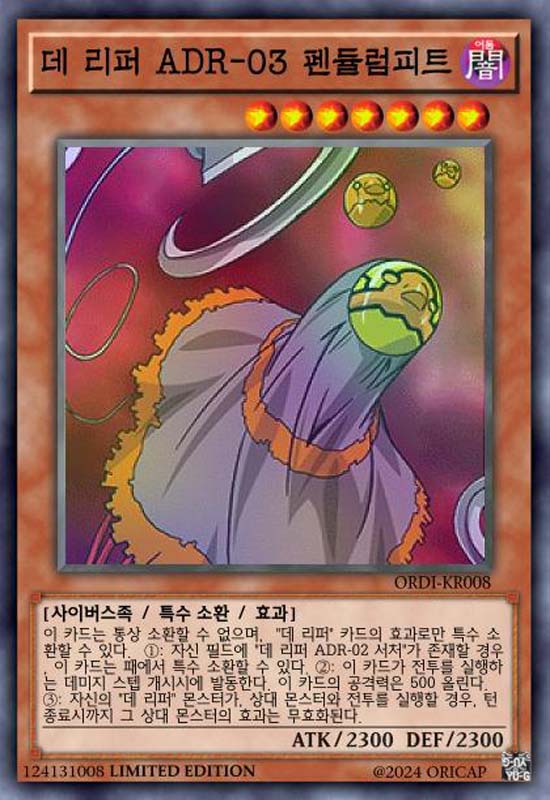 데 리퍼 ADR-03 펜듈럼피트
어둠
闇
ORDI-KR008
[사이버스족 / 특수 소환 / 효과]
이 카드는 통상 소환할 수 없으며, "데 리퍼" 카드의 효과로만 특수 소
환할 수 있다. ①: 자신 필드에 "데 리퍼 ADR-02 서처"가 존재할 경우
, 이 카드는 패에서 특수 소환할 수 있다. ②: 이 카드가 전투를 실행하
는 데미지 스텝 개시시에 발동한다. 이 카드의 공격력은 500 올린다.
③: 자신의 "데 리퍼" 몬스터가, 상대 몬스터와 전투를 실행할 경우, 턴
종료시까지 그 상대 몬스터의 효과는 무효화된다.
ATK/2300 DEF/2300
124131008 LIMITED EDITION
©2024 ORICAP